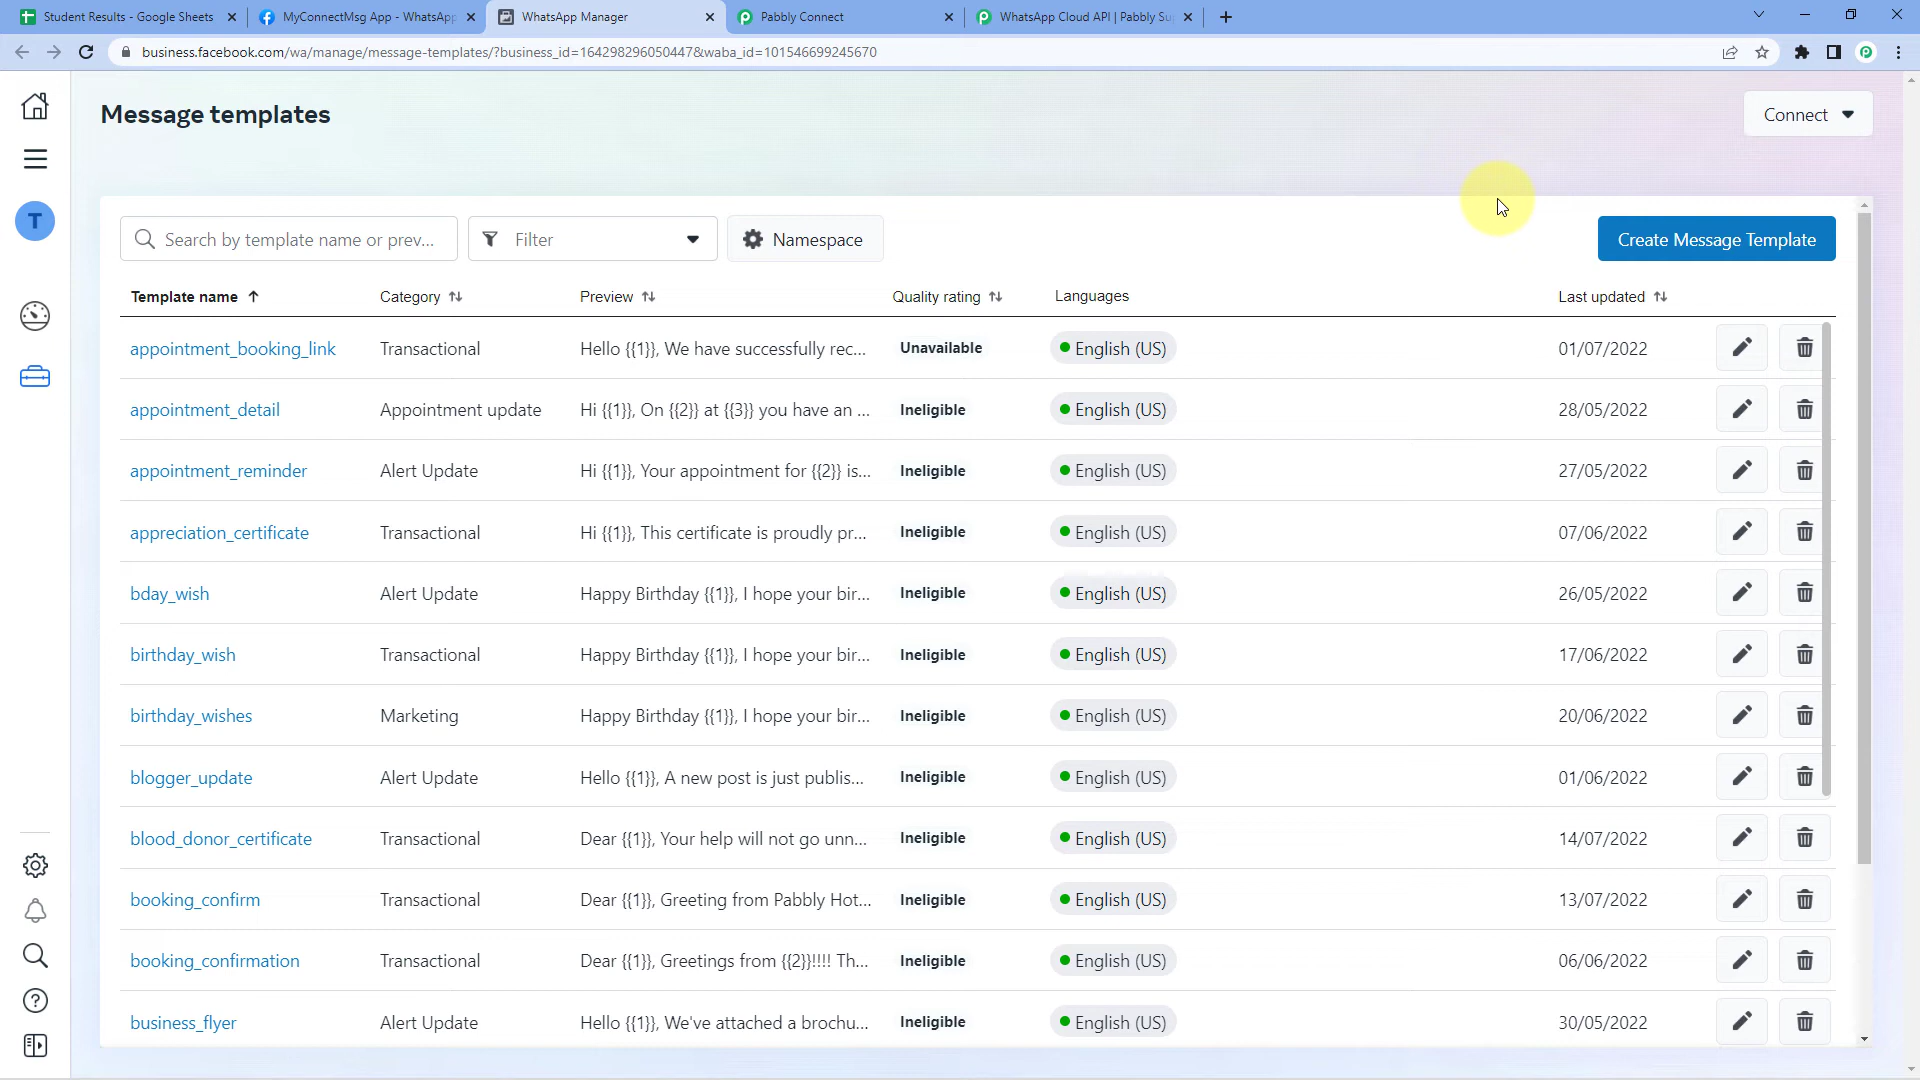 Student Results - Google Sheets
MyConnectMsg App - WhatsApp
WhatsApp Manager
Pabbly Connect
WhatsApp Cloud API | Pabbly Su
business.facebook.com/wa/manage/message-templates/?business_id=164298296050447&waba_id=101546699245670
Message templates
Connect
T
Search by template name or prev...
Filter
Namespace
Create Message Template
Template name Category Preview Quality rating Languages Last updated
appointment_booking_link Transactional Hello {{1}}, We have successfully rec... Unavailable English (US) 01/07/2022
appointment_detail Appointment update Hi {{1}}, On {{2}} at {{3}} you have an ... Ineligible English (US) 28/05/2022
appointment_reminder Alert Update Hi {{1}}, Your appointment for {{2}} is... Ineligible English (US) 27/05/2022
appreciation_certificate Transactional Hi {{1}}, This certificate is proudly pr... Ineligible English (US) 07/06/2022
bday_wish Alert Update Happy Birthday {{1}}, I hope your bir... Ineligible English (US) 26/05/2022
birthday_wish Transactional Happy Birthday {{1}}, I hope your bir... Ineligible English (US) 17/06/2022
birthday_wishes Marketing Happy Birthday {{1}}, I hope your bir... Ineligible English (US) 20/06/2022
blogger_update Alert Update Hello {{1}}, A new post is just publis... Ineligible English (US) 01/06/2022
blood_donor_certificate Transactional Dear {{1}}, Your help will not go unn... Ineligible English (US) 14/07/2022
booking_confirm Transactional Dear {{1}}, Greeting from Pabbly Hot... Ineligible English (US) 13/07/2022
booking_confirmation Transactional Dear {{1}}, Greetings from {{2}}!!!! Th... Ineligible English (US) 06/06/2022
business_flyer Alert Update Hello {{1}}, We've attached a brochu... Ineligible English (US) 30/05/2022